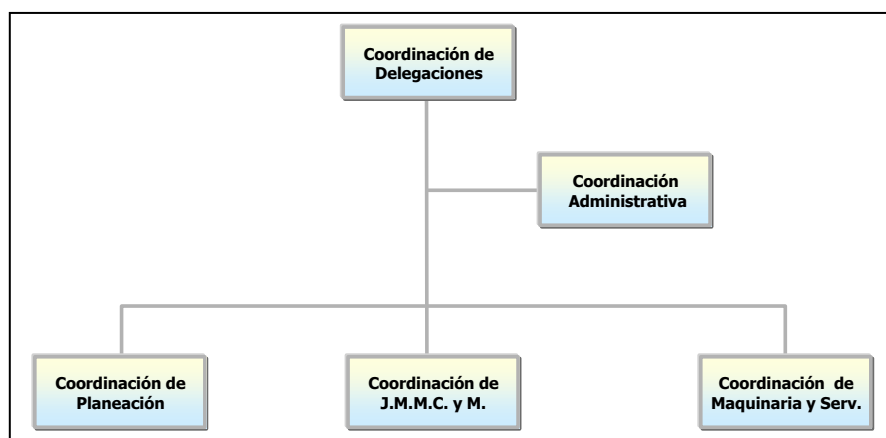 Coordinación de
Delegaciones
Coordinación
Administrativa
Coordinación de
Planeación
Coordinación de
J.M.M.C. y M.
Coordinación de
Maquinaria y Serv.